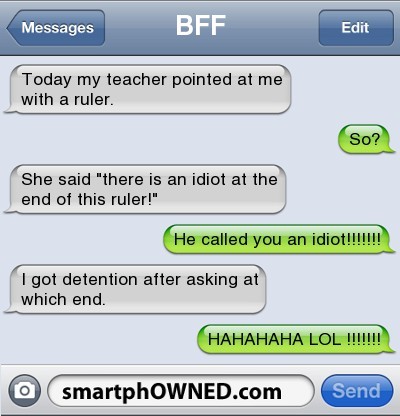 Messages
BFF
Edit
Today my teacher pointed at me
with a ruler.
So?
She said "there is an idiot at the
end of this ruler!"
He called you an idiot!!!!!!!
I got detention after asking at
which end.
HAHAHAHA LOL !!!!!!!
smartphOWNED.com
Send